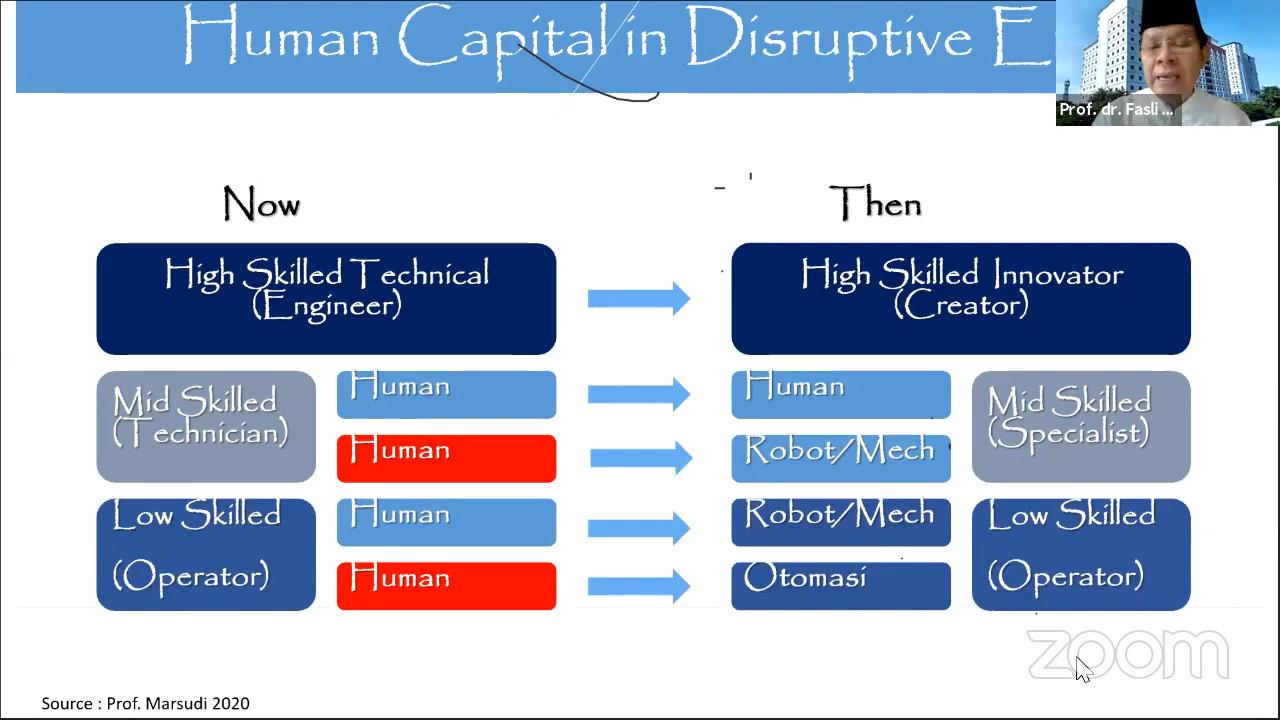 Human Capital in Disruptive E
Prof. dr. Fasli ...
Now
Then
High Skilled Technical
(Engineer)
High Skilled Innovator
(Creator)
Mid Skilled
(Technician)
Human
Human
Human
Robot/Mech
Mid Skilled
(Specialist)
Low Skilled
(Operator)
Human
Human
Robot/Mech
Otomasi
Low Skilled
(Operator)
zoom
Source : Prof. Marsudi 2020